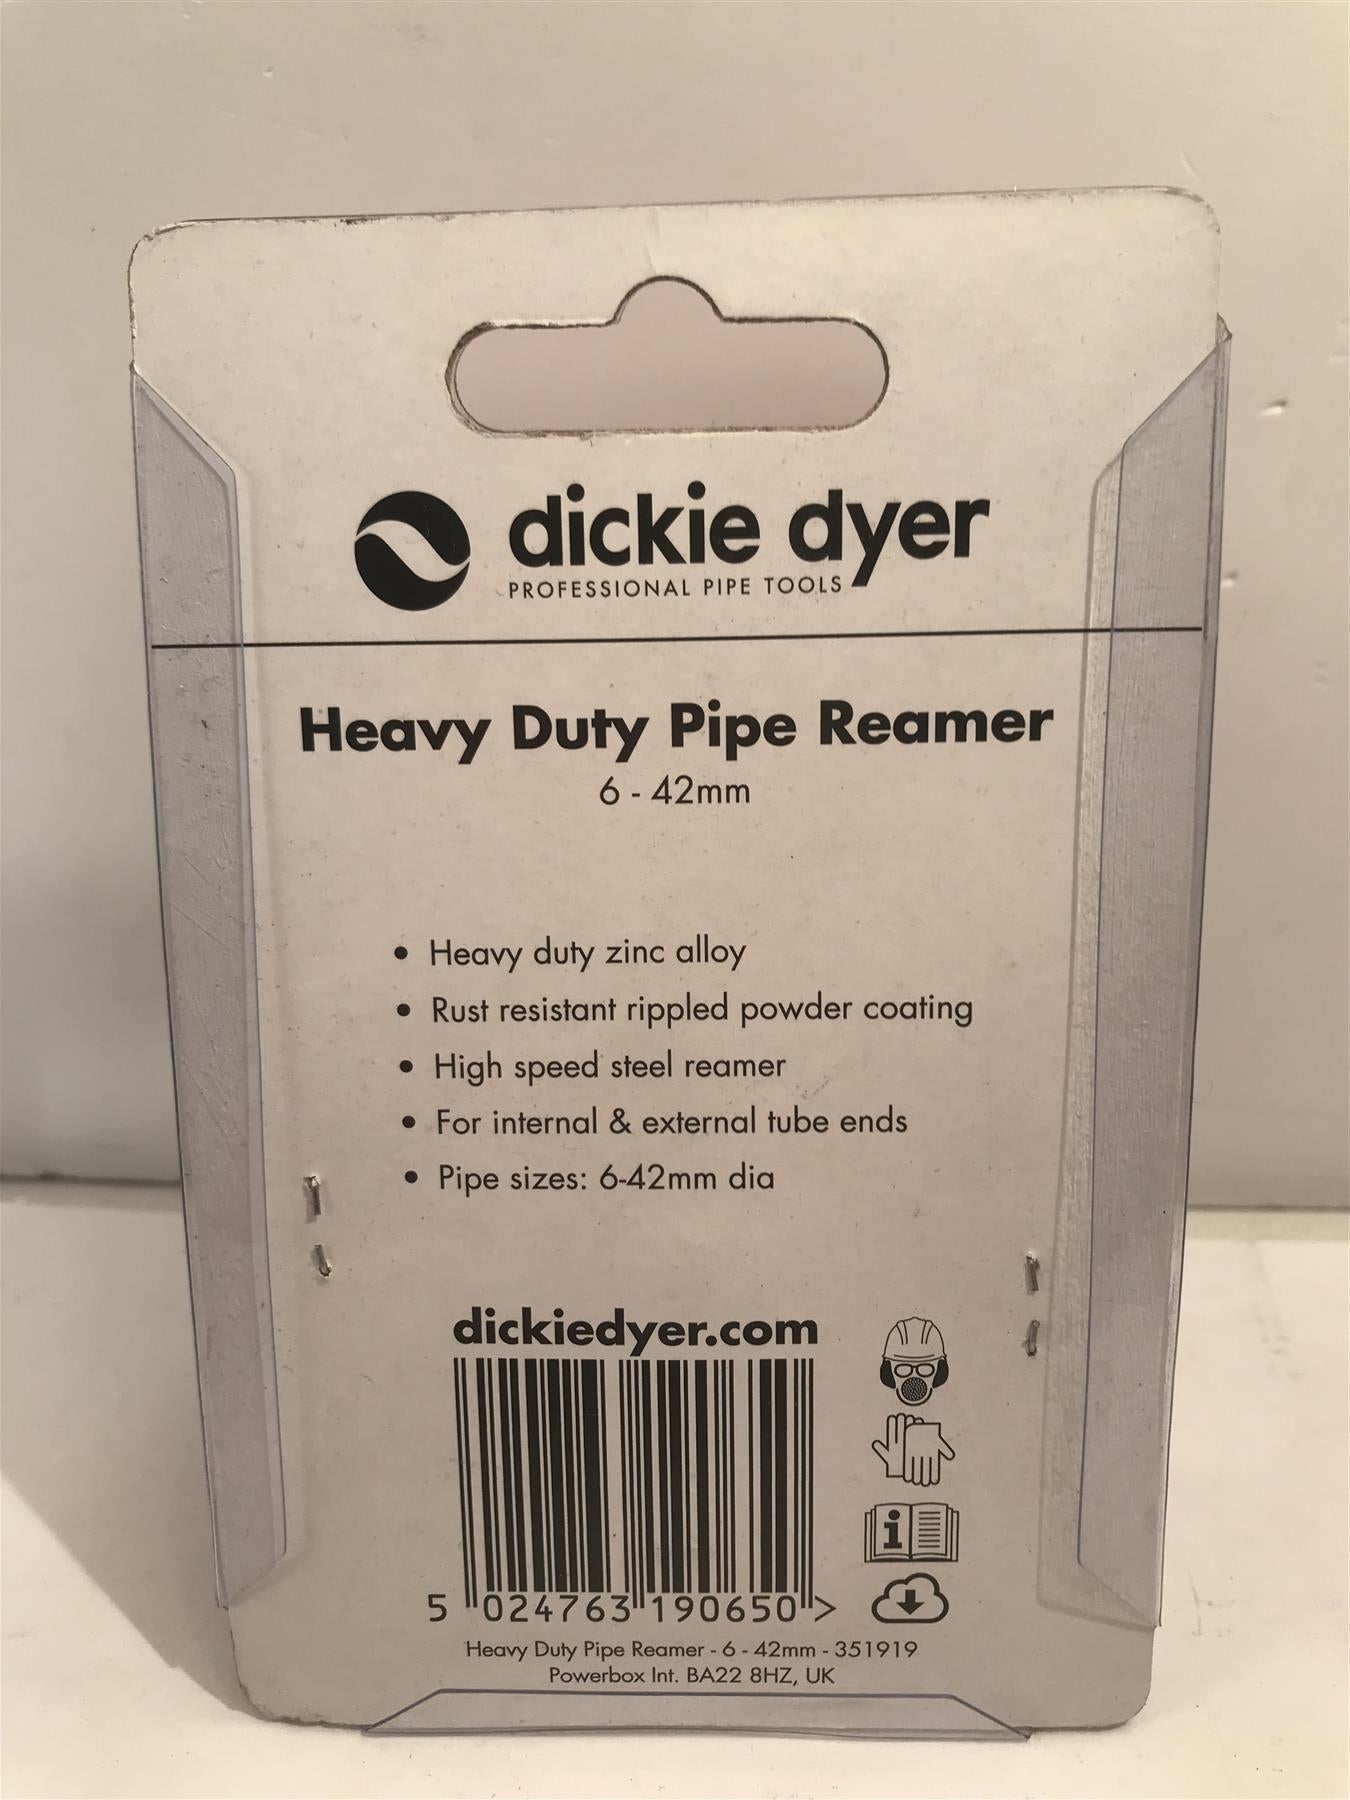 dickie dyer
PROFESSIONAL PIPE TOOLS
Heavy Duty Pipe Reamer
6 - 42mm
• Heavy duty zinc alloy
• Rust resistant rippled powder coating
• High speed steel reamer
• For internal & external tube ends
• Pipe sizes: 6-42mm dia
dickiedyer.com
i
5 024763 190650 >
Heavy Duty Pipe Reamer - 6 - 42mm - 351919
Powerbox Int. BA22 8HZ, UK